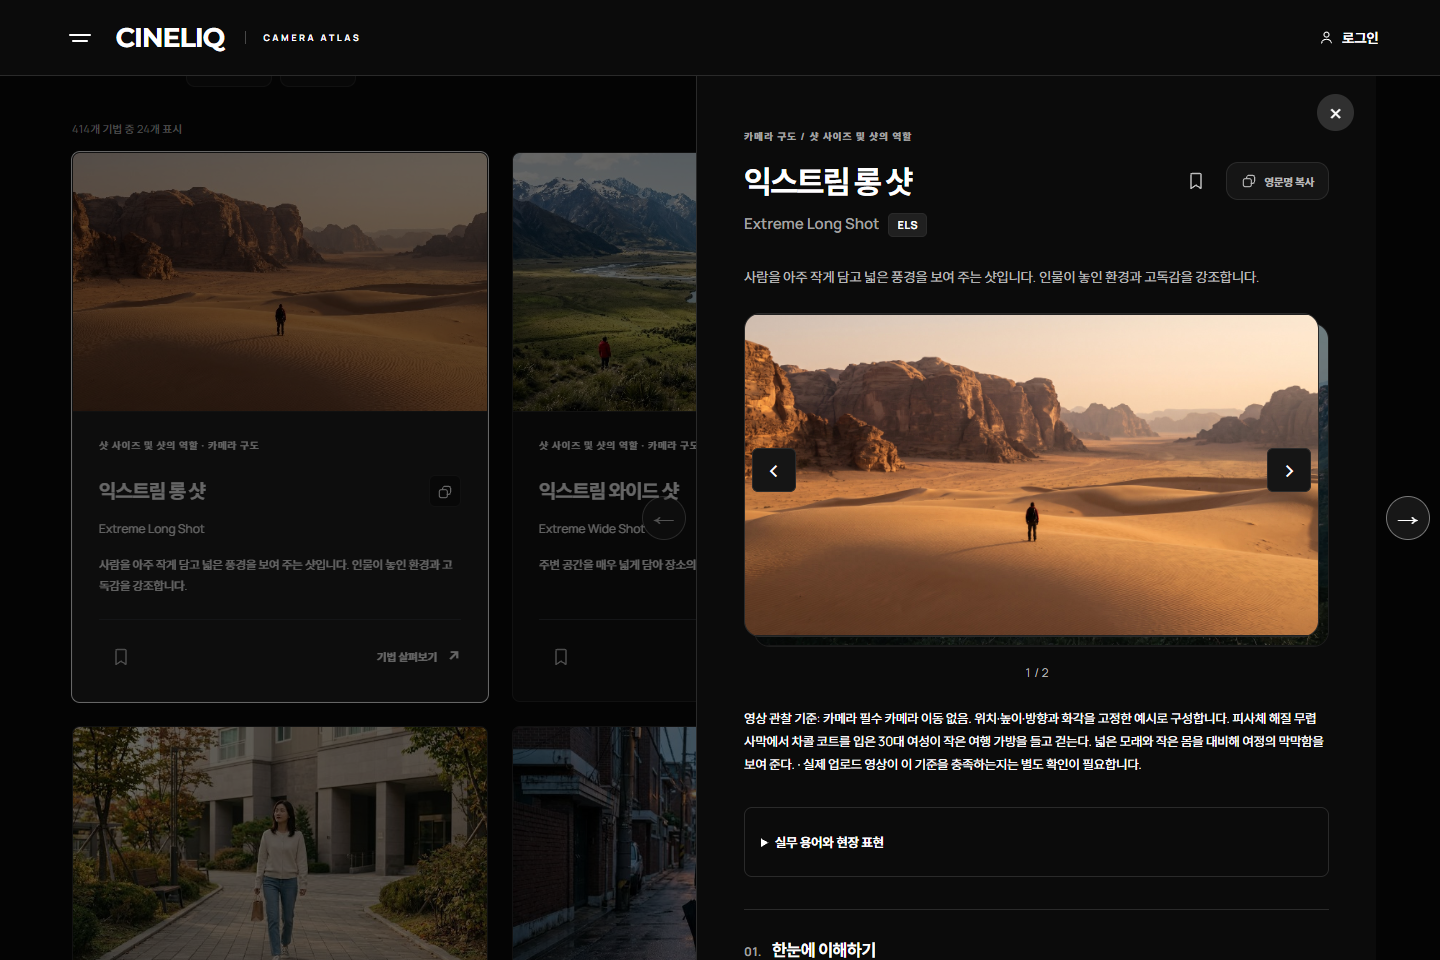 CINELIQ
CAMERA ATLAS
로그인
414개 기법 중 24개 표시
샷 사이즈 및 샷의 역할 · 카메라 구도
익스트림 롱 샷
Extreme Long Shot
사람을 아주 작게 담고 넓은 풍경을 보여 주는 샷입니다. 인물이 놓인 환경과 고
독감을 강조합니다.
기법 살펴보기
샷 사이즈 및 샷의 역할 · 카메라 구도
익스트림 와이드 샷
Extreme Wide Shot
주변 공간을 매우 넓게 담아 장소의
카메라 구도 / 샷 사이즈 및 샷의 역할
익스트림 롱 샷
영문명 복사
Extreme Long Shot
ELS
사람을 아주 작게 담고 넓은 풍경을 보여 주는 샷입니다. 인물이 놓인 환경과 고독감을 강조합니다.
1 / 2
영상 관찰 기준: 카메라 필수 카메라 이동 없음. 위치·높이·방향과 화각을 고정한 예시로 구성합니다. 피사체 해질 무렵
사막에서 차콜 코트를 입은 30대 여성이 작은 여행 가방을 들고 걷는다. 넓은 모래와 작은 몸을 대비해 여정의 막막함을
보여 준다. · 실제 업로드 영상이 이 기준을 충족하는지는 별도 확인이 필요합니다.
실무 용어와 현장 표현
01. 한눈에 이해하기